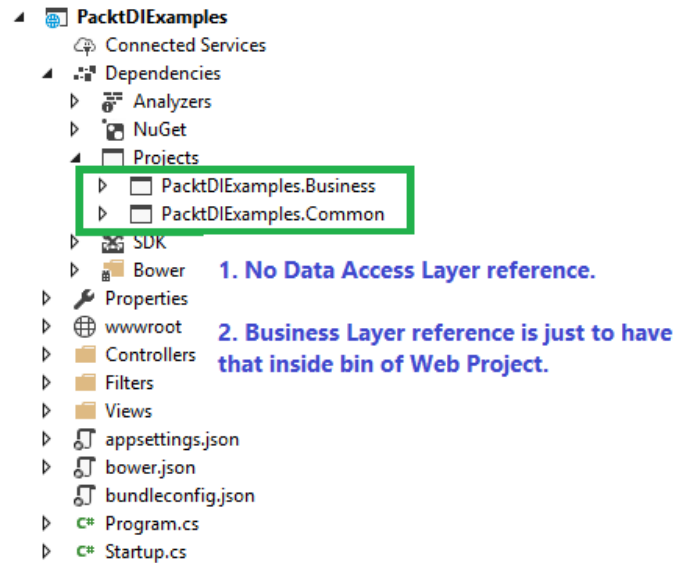 PacktDIExamples
Connected Services
Dependencies
Analyzers
NuGet
Projects
PacktDIExamples.Business
PacktDIExamples.Common
SDK
Bower
1. No Data Access Layer reference.
Properties
wwwroot
2. Business Layer reference is just to have
that inside bin of Web Project.
Controllers
Filters
Views
appsettings.json
bower.json
bundleconfig.json
C# Program.cs
C# Startup.cs